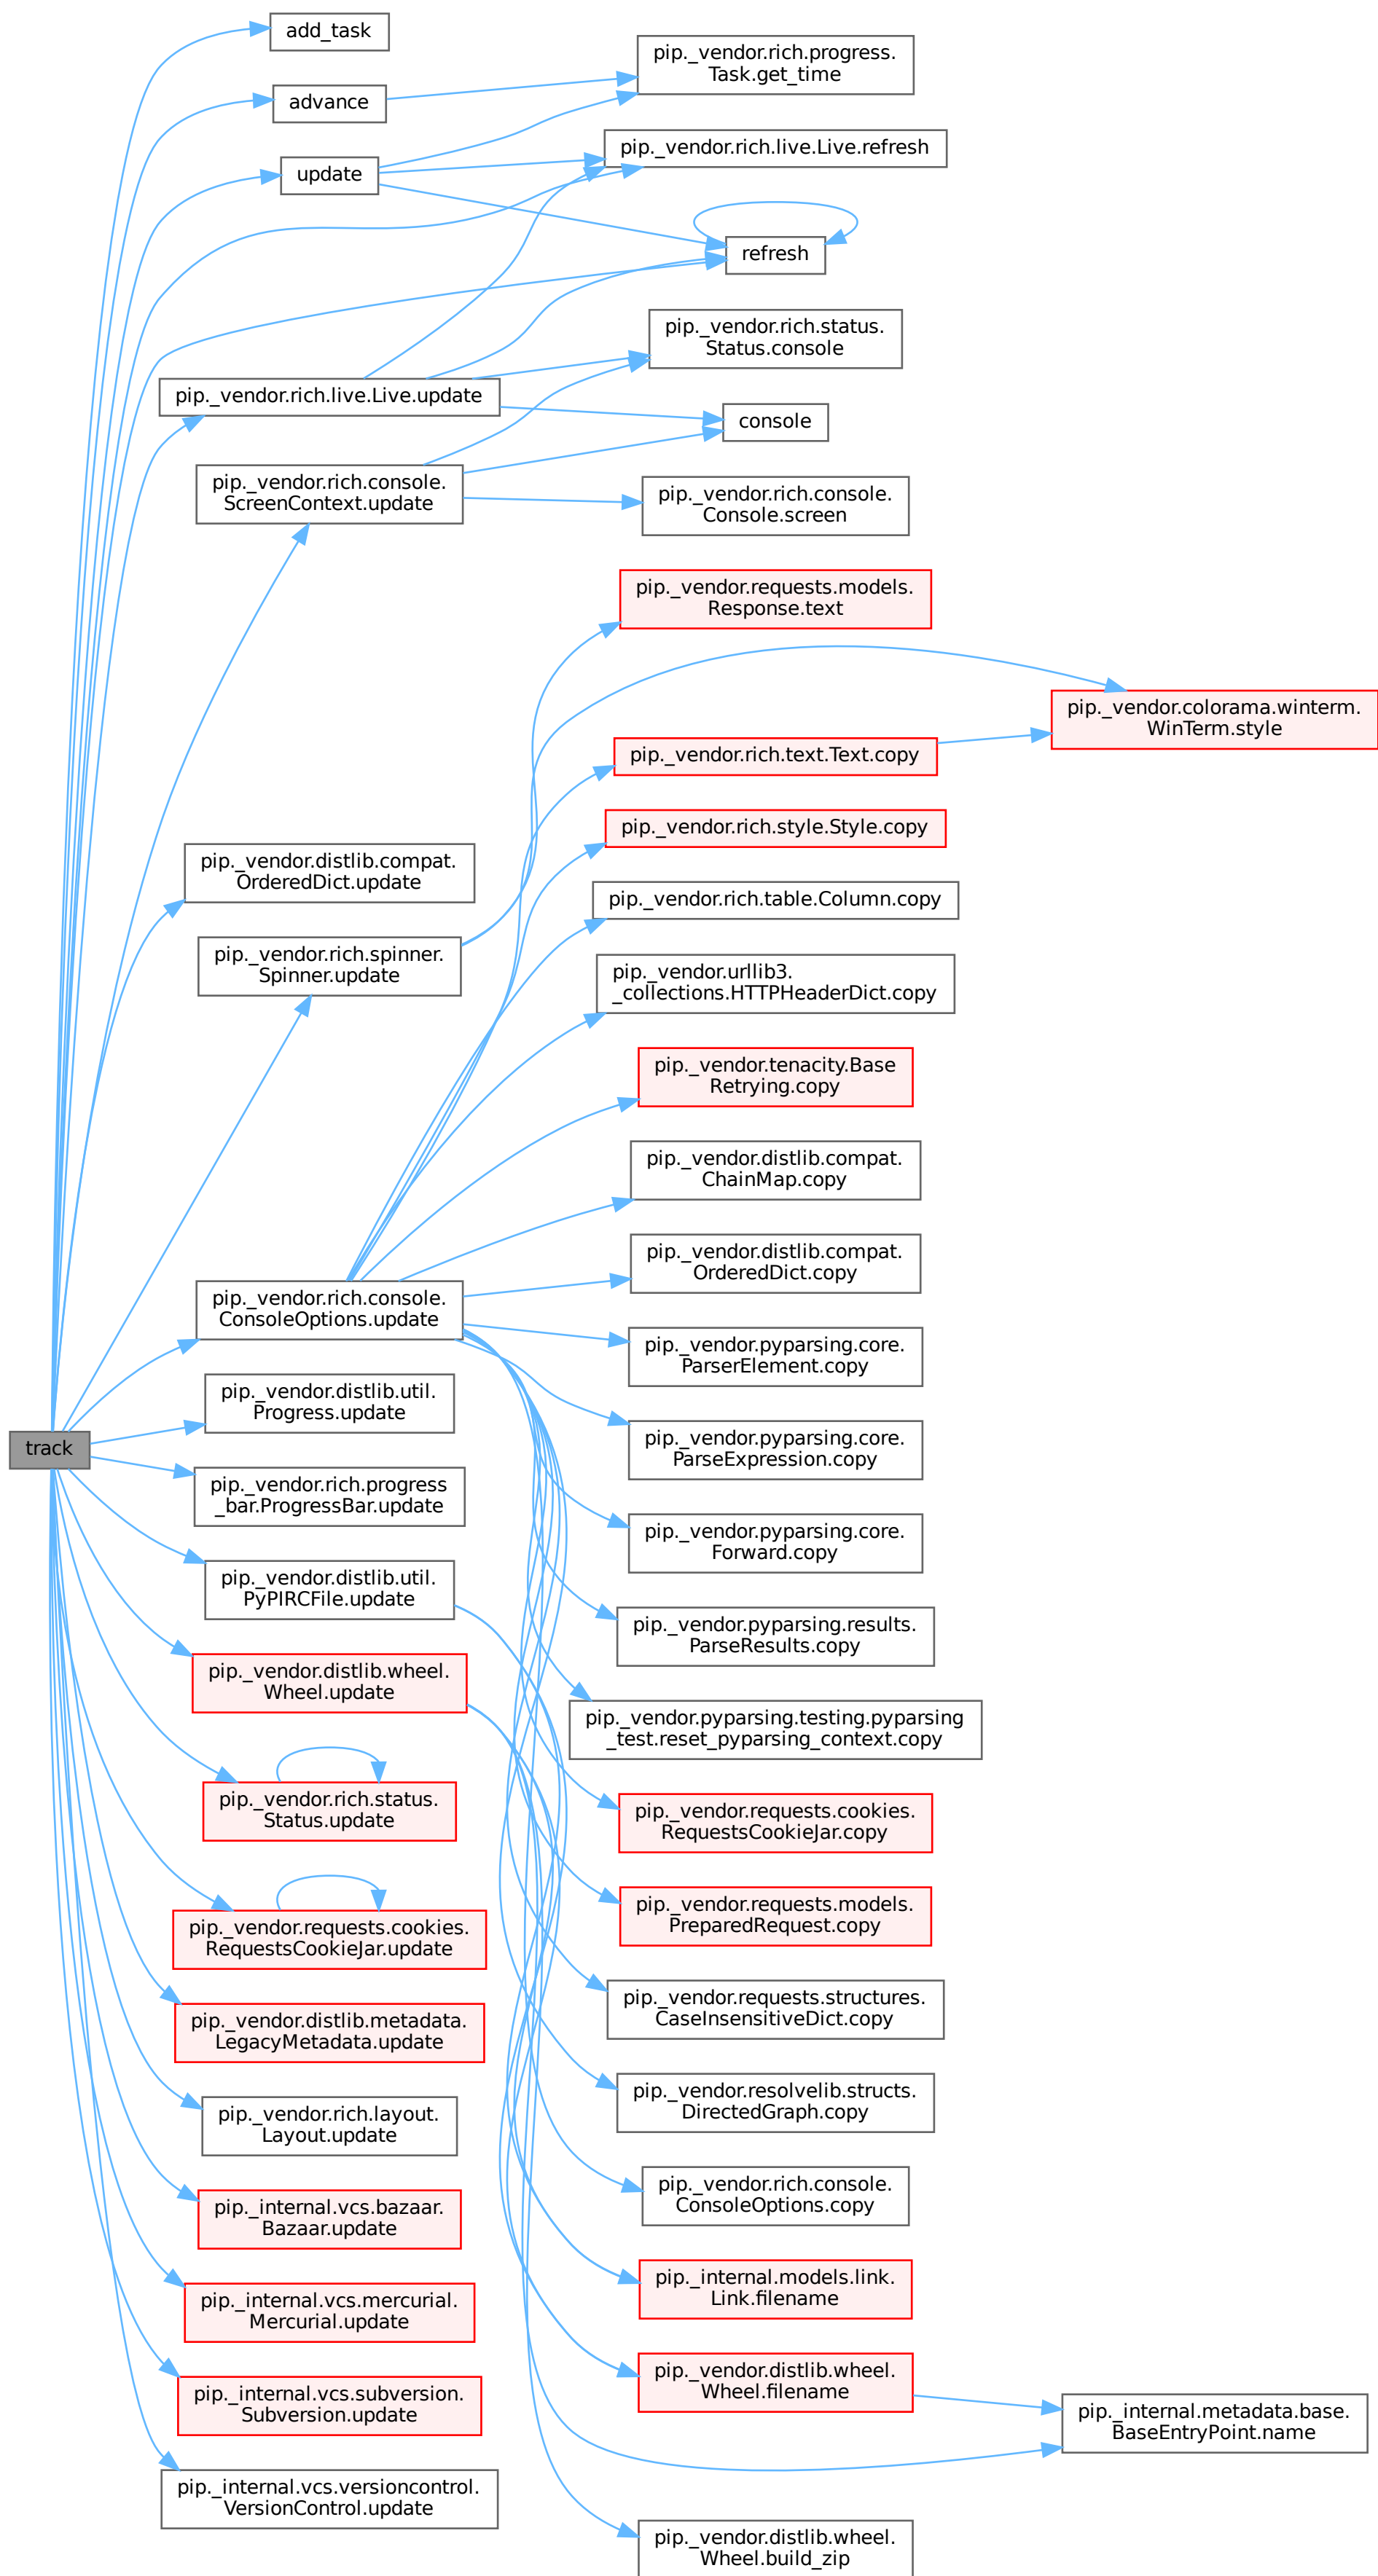 add_task
advance
update
pip._vendor.rich.live.Live.update
pip._vendor.rich.console.
ScreenContext.update
pip._vendor.distlib.compat.
OrderedDict.update
pip._vendor.rich.spinner.
Spinner.update
pip._vendor.rich.console.
ConsoleOptions.update
track
pip._vendor.distlib.util.
Progress.update
pip._vendor.rich.progress
_bar.ProgressBar.update
pip._vendor.distlib.util.
PyPIRCFile.update
pip._vendor.distlib.wheel.
Wheel.update
pip._vendor.rich.status.
Status.update
pip._vendor.requests.cookies.
RequestsCookieJar.update
pip._vendor.distlib.metadata.
LegacyMetadata.update
pip._vendor.rich.layout.
Layout.update
pip._internal.vcs.bazaar.
Bazaar.update
pip._internal.vcs.mercurial.
Mercurial.update
pip._internal.vcs.subversion.
Subversion.update
pip._internal.vcs.versioncontrol.
VersionControl.update
pip._vendor.rich.progress.
Task.get_time
pip._vendor.rich.live.Live.refresh
refresh
pip._vendor.rich.status.
Status.console
console
pip._vendor.rich.console.
Console.screen
pip._vendor.requests.models.
Response.text
pip._vendor.rich.text.Text.copy
pip._vendor.rich.style.Style.copy
pip._vendor.rich.table.Column.copy
pip._vendor.urllib3.
_collections.HTTPHeaderDict.copy
pip._vendor.tenacity.Base
Retrying.copy
pip._vendor.distlib.compat.
ChainMap.copy
pip._vendor.distlib.compat.
OrderedDict.copy
pip._vendor.pyparsing.core.
ParserElement.copy
pip._vendor.pyparsing.core.
ParseExpression.copy
pip._vendor.pyparsing.core.
Forward.copy
pip._vendor.pyparsing.results.
ParseResults.copy
pip._vendor.pyparsing.testing.pyparsing
_test.reset_pyparsing_context.copy
pip._vendor.requests.cookies.
RequestsCookieJar.copy
pip._vendor.requests.models.
PreparedRequest.copy
pip._vendor.requests.structures.
CaseInsensitiveDict.copy
pip._vendor.resolvelib.structs.
DirectedGraph.copy
pip._vendor.rich.console.
ConsoleOptions.copy
pip._internal.models.link.
Link.filename
pip._vendor.distlib.wheel.
Wheel.filename
pip._vendor.distlib.wheel.
Wheel.build_zip
pip._vendor.colorama.winterm.
WinTerm.style
pip._internal.metadata.base.
BaseEntryPoint.name